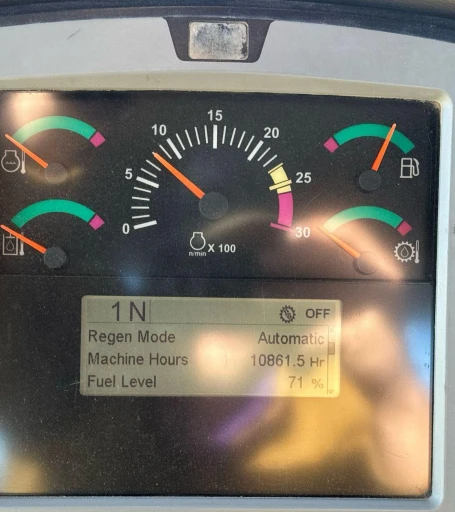 15
10
20
5
25
0
30
n/min
X 100
1 N
OFF
Regen Mode Automatic
Machine Hours 10861.5 Hr
Fuel Level 71 %